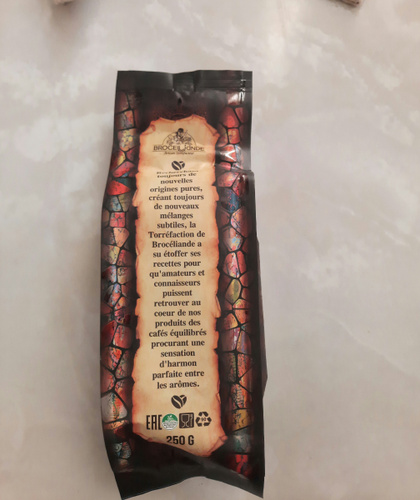 BROCELIANDE
toujours de
nouvelles
origines pures,
créant toujours
de nouveaux
mélanges
subtiles, la
Torréfaction de
Brocéliande a
su étoffer ses
recettes pour
qu'amateurs et
connaisseurs
puissent
retrouver au
coeur de nos
produits des
cafés équilibrés
procurant une
sensation
d'harmon
parfaite entre
les arômes.
EAC
250 G